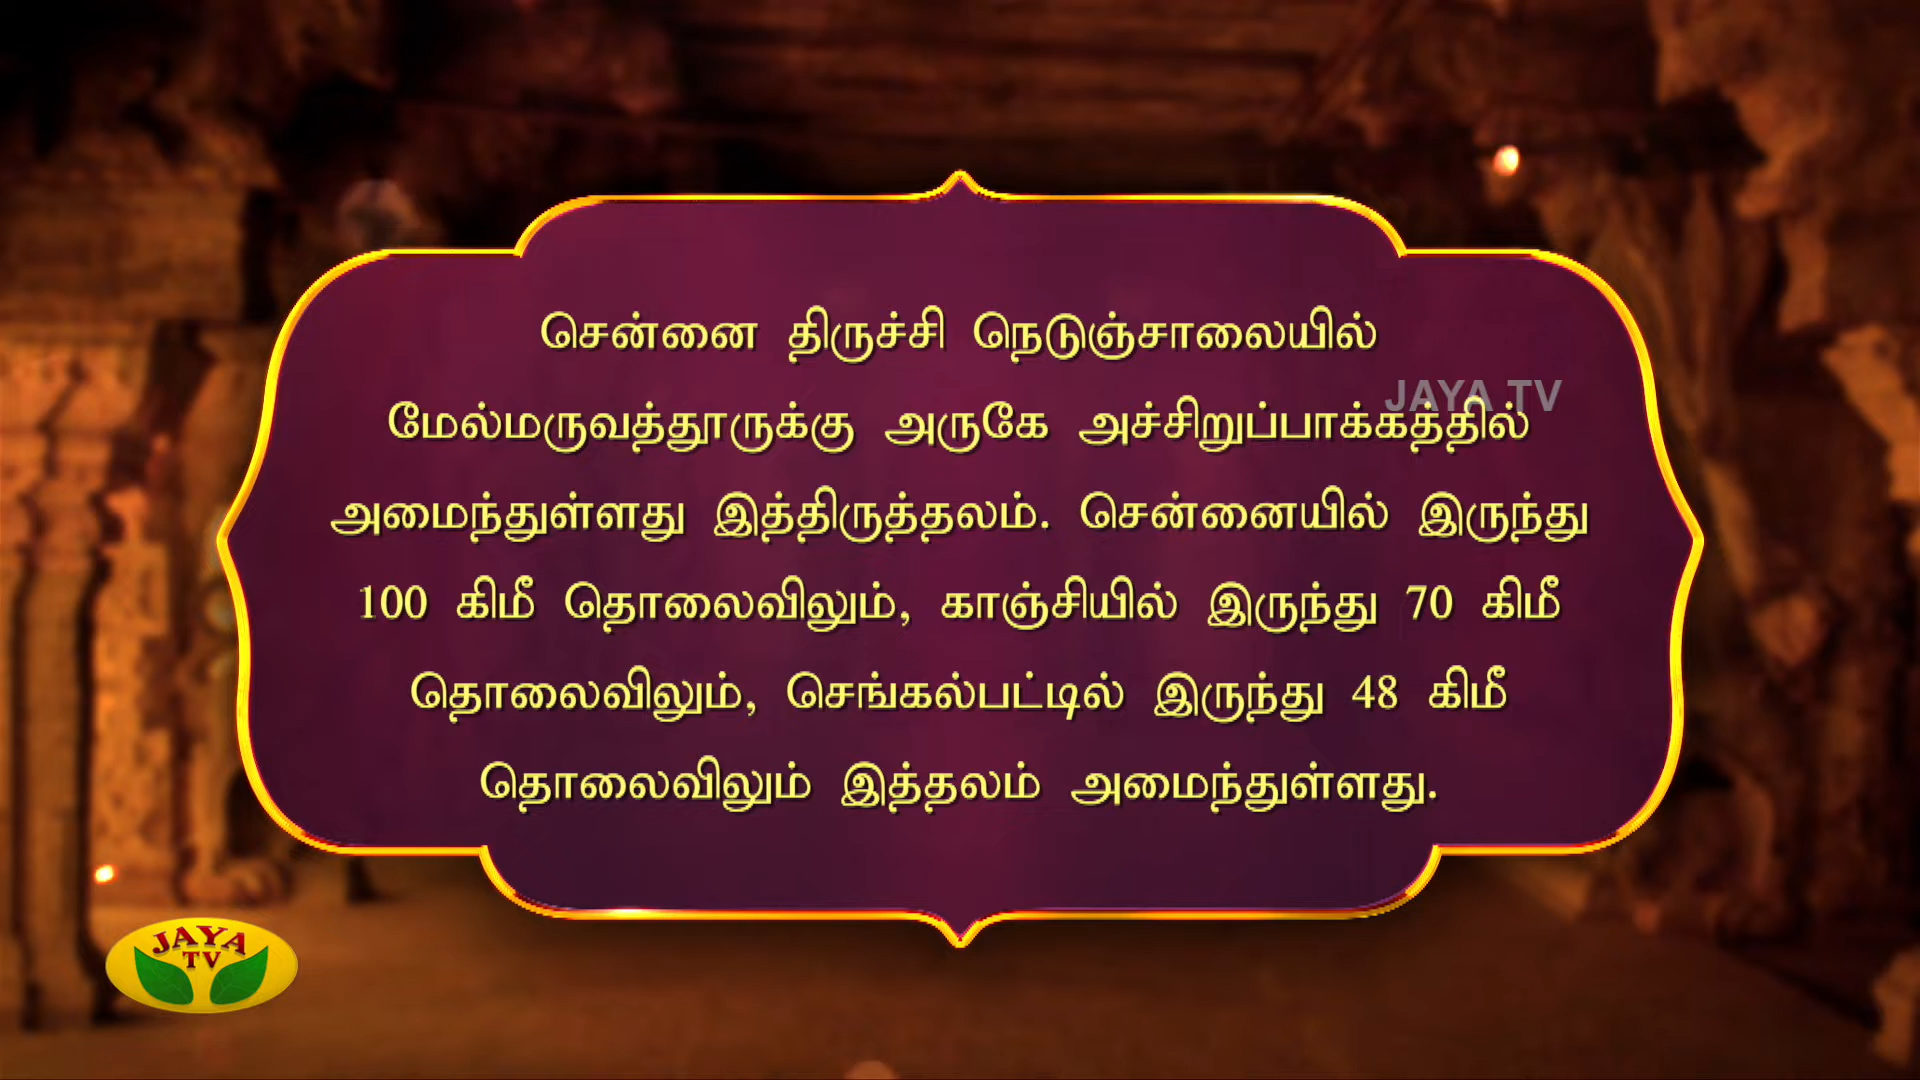 சென்னை திருச்சி நெடுஞ்சாலையில்
JAYA TV
மேல்மருவத்தூருக்கு அருகே அச்சிறுப்பாக்கத்தில்
அமைந்துள்ளது இத்திருத்தலம். சென்னையில் இருந்து
100 கிமீ தொலைவிலும், காஞ்சியில் இருந்து 70 கிமீ
தொலைவிலும், செங்கல்பட்டில் இருந்து 48 கிமீ
தொலைவிலும் இத்தலம் அமைந்துள்ளது.
JAYA
TV